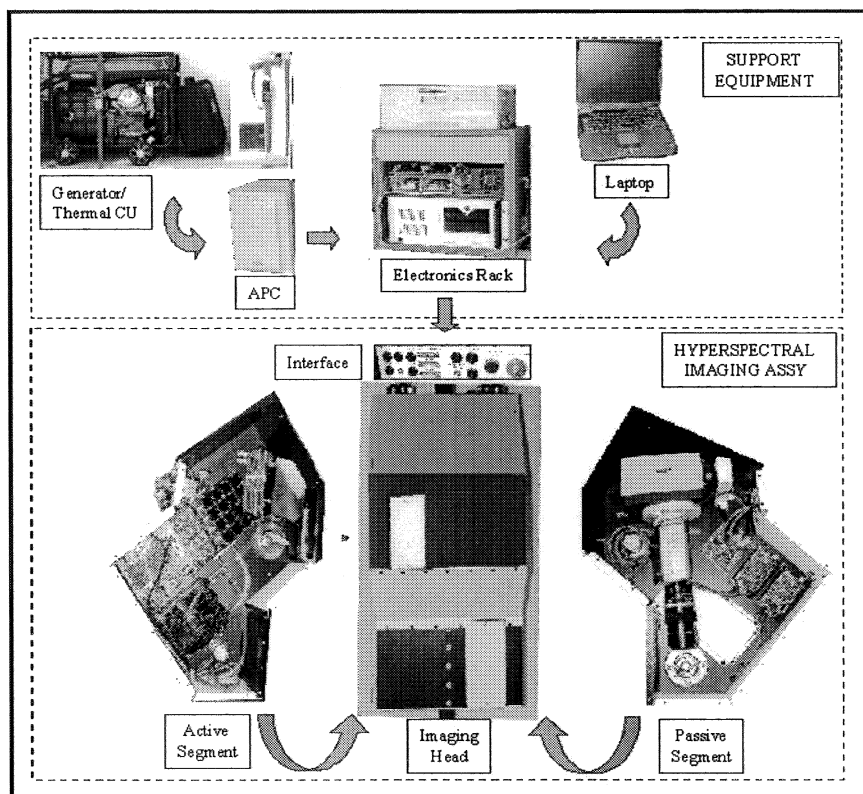 SUPPORT
EQUIPMENT
Generator/
Thermal CU
Laptop
APC
Electronics Rack
Interface
HYPERSPECTRAL
IMAGING ASSY
Active
Segment
Imaging
Head
Passive
Segment